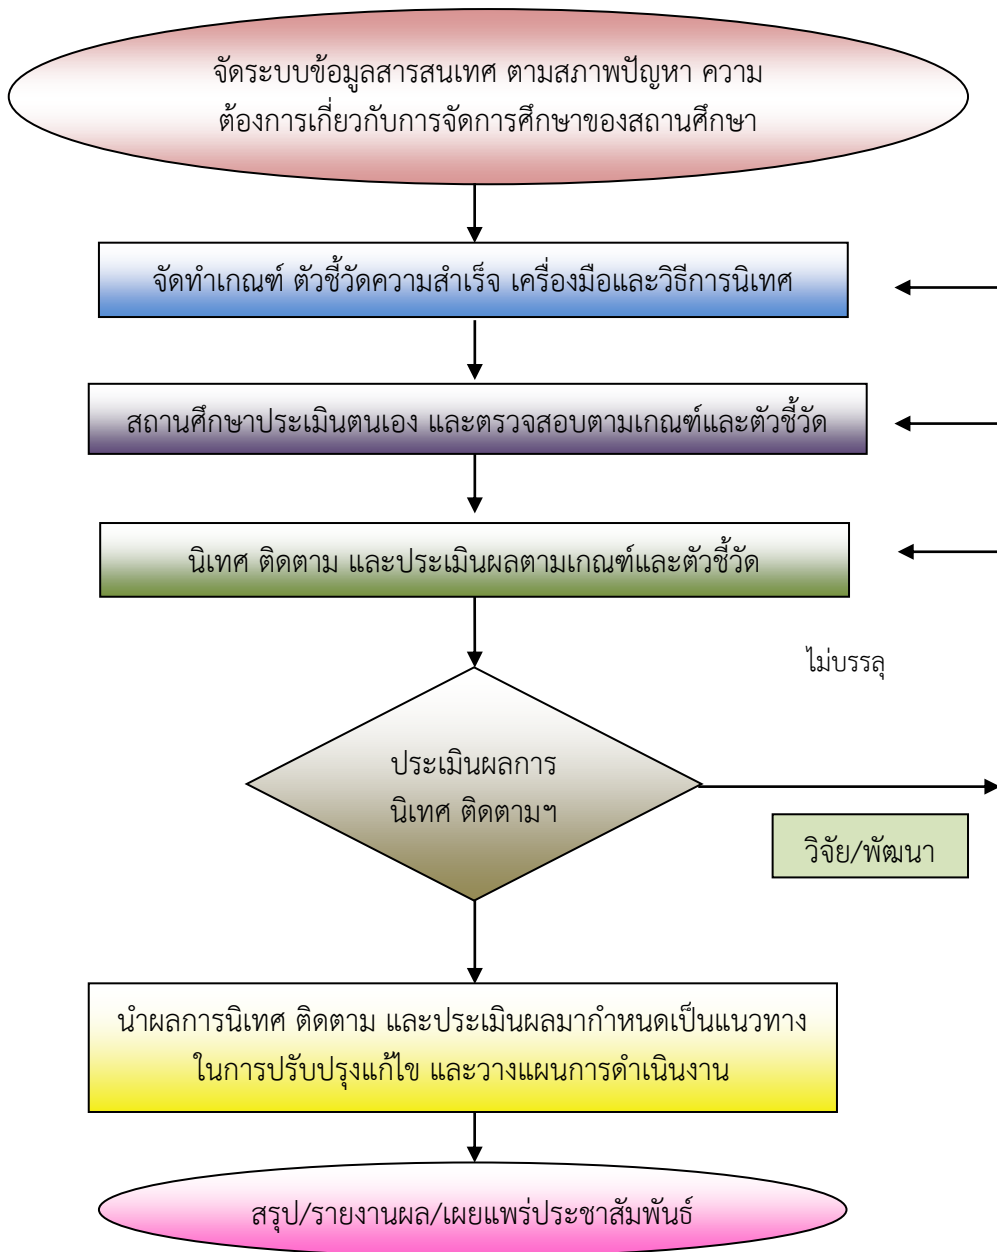 จัดระบบข้อมูลสารสนเทศ ตามสภาพปัญหา ความ
ต้องการเกี่ยวกับการจัดการศึกษาของสถานศึกษา
จัดทำเกณฑ์ ตัวชี้วัดความสำเร็จ เครื่องมือและวิธีการนิเทศ
สถานศึกษาประเมินตนเอง และตรวจสอบตามเกณฑ์และตัวชี้วัด
นิเทศ ติดตาม และประเมินผลตามเกณฑ์และตัวชี้วัด
ไม่บรรลุ
ประเมินผลการ
นิเทศ ติดตามฯ
วิจัย/พัฒนา
นำผลการนิเทศ ติดตาม และประเมินผลมากำหนดเป็นแนวทาง
ในการปรับปรุงแก้ไข และวางแผนการดำเนินงาน
สรุป/รายงานผล/เผยแพร่ประชาสัมพันธ์